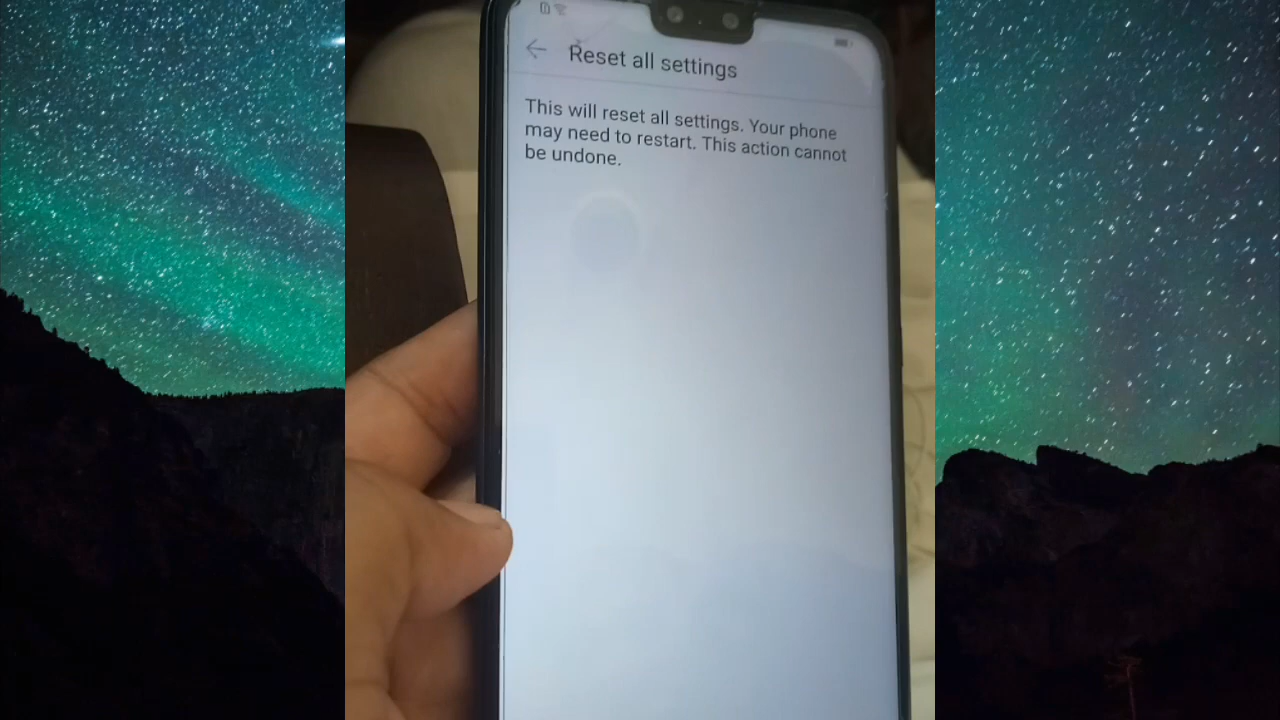 Reset all settings
This will reset all settings. Your phone
may need to restart. This action cannot
be undone.